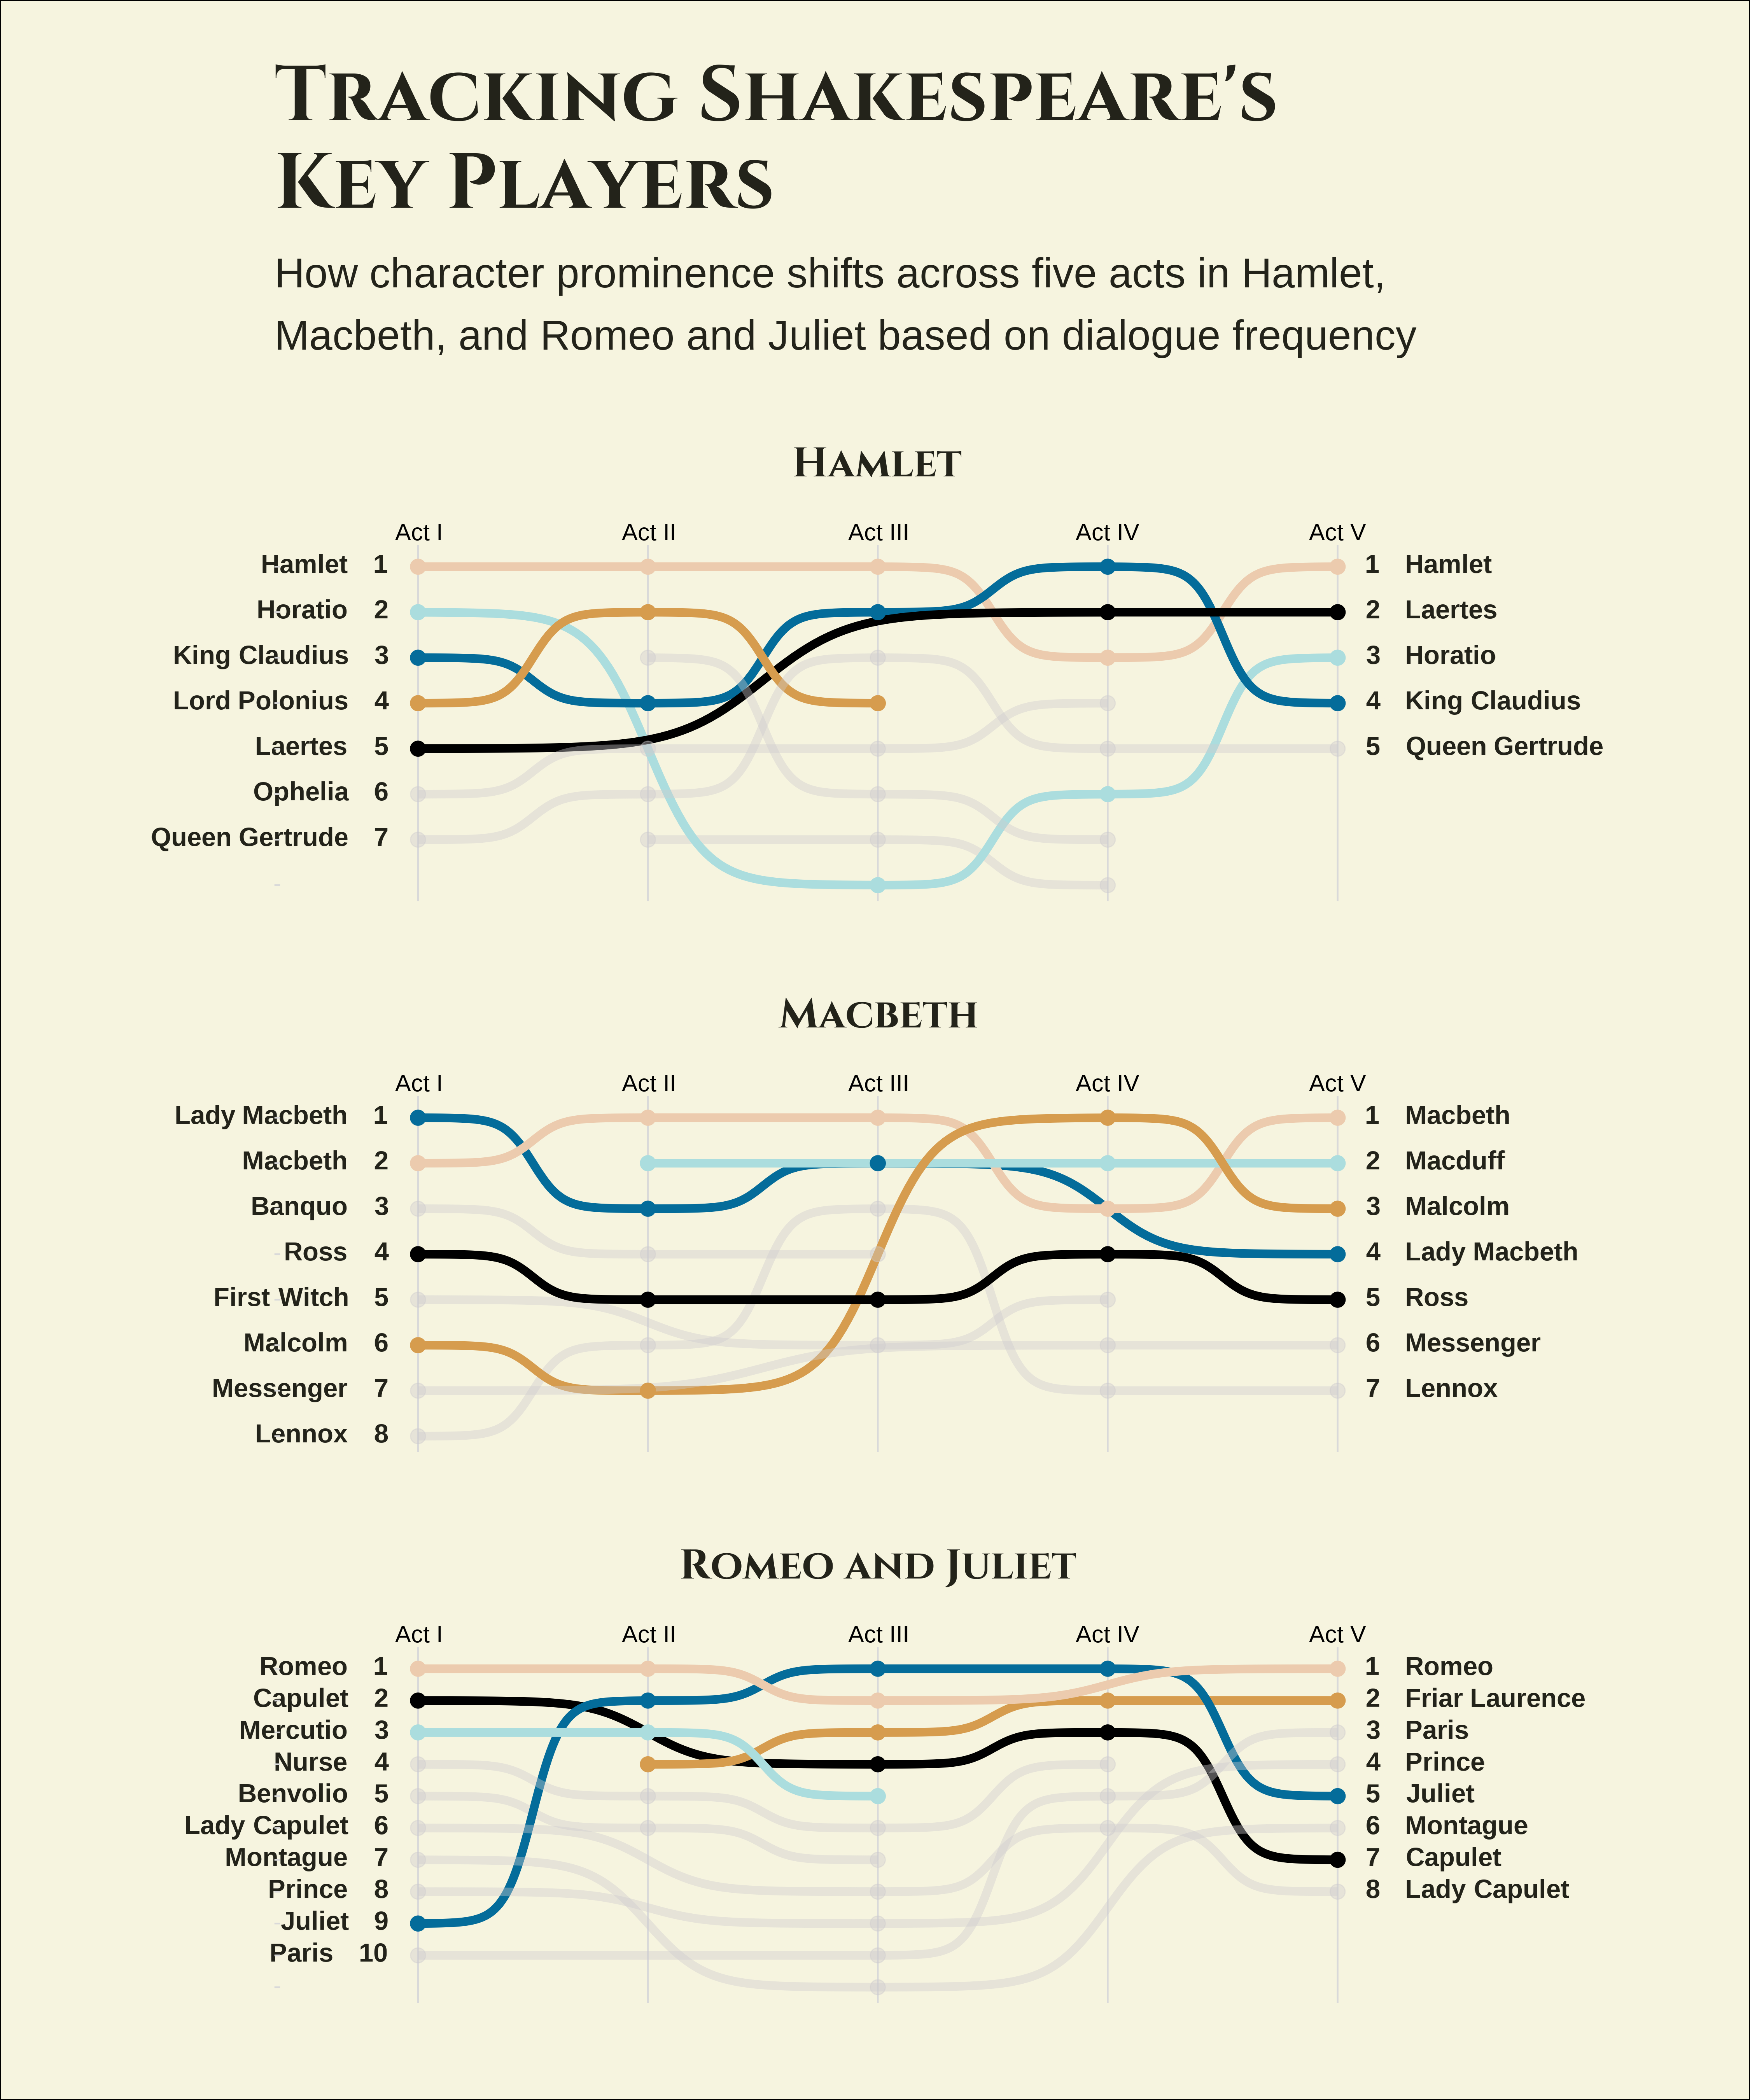 Tracking Shakespeare's
Key Players
How character prominence shifts across five acts in Hamlet,
Macbeth, and Romeo and Juliet based on dialogue frequency
Hamlet
Act I Act II Act III Act IV Act V
Hamlet 1 1 Hamlet
Horatio 2 2 Laertes
King Claudius 3 3 Horatio
Lord Polonius 4 4 King Claudius
Laertes 5 5 Queen Gertrude
Ophelia 6
Queen Gertrude 7
Macbeth
Act I Act II Act III Act IV Act V
Lady Macbeth 1 1 Macbeth
Macbeth 2 2 Macduff
Banquo 3 3 Malcolm
Ross 4 4 Lady Macbeth
First Witch 5 5 Ross
Malcolm 6 6 Messenger
Messenger 7 7 Lennox
Lennox 8
Romeo and Juliet
Act I Act II Act III Act IV Act V
Romeo 1 1 Romeo
Capulet 2 2 Friar Laurence
Mercutio 3 3 Paris
Nurse 4 4 Prince
Benvolio 5 5 Juliet
Lady Capulet 6 6 Montague
Montague 7 7 Capulet
Prince 8 8 Lady Capulet
Juliet 9
Paris 10